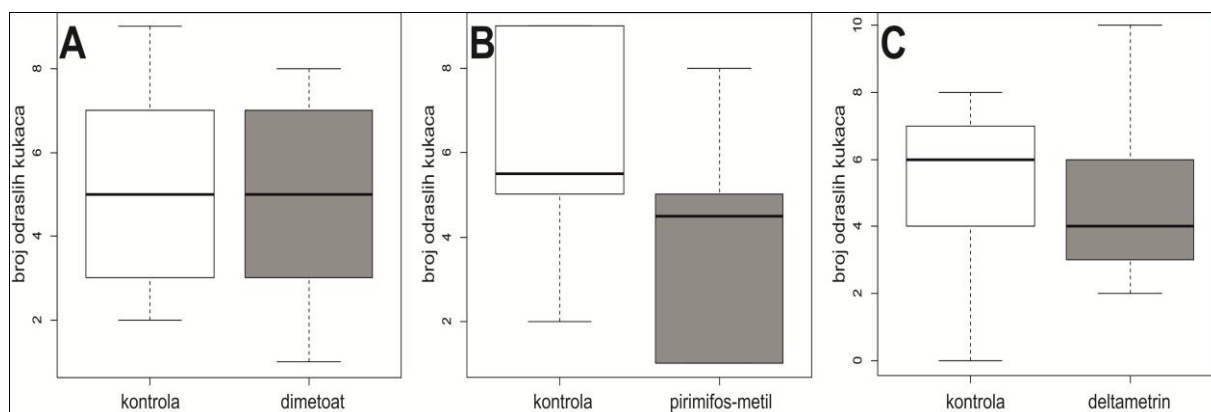 A
broj odraslih kukaca
8
6
4
2
kontrola
dimetoat
B
broj odraslih kukaca
8
6
4
2
kontrola
pirimifos-metil
C
broj odraslih kukaca
10
8
6
4
2
0
kontrola
deltametrin